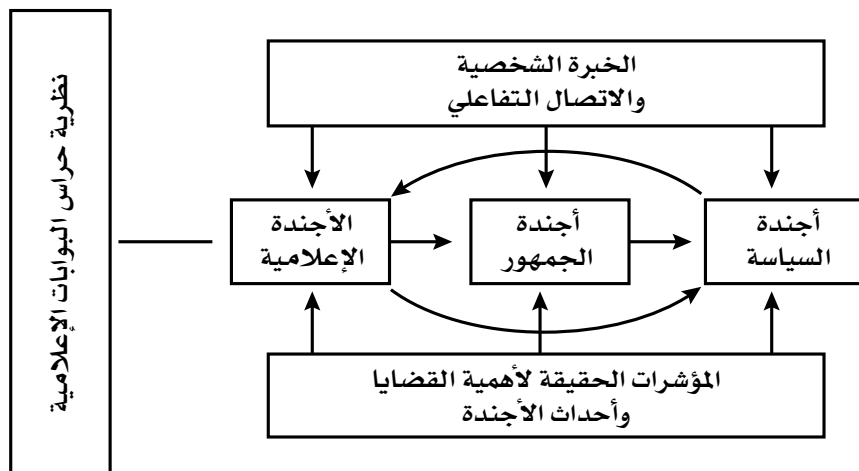 الخبرة الشخصية
والاتصال التفاعلي
نظرية حراس البوابات الإعلامية
أجندة
السياسة
أجندة
الجمهور
الأجندة
الإعلامية
المؤشرات الحقيقة لأهمية القضايا
وأحداث الأجندة